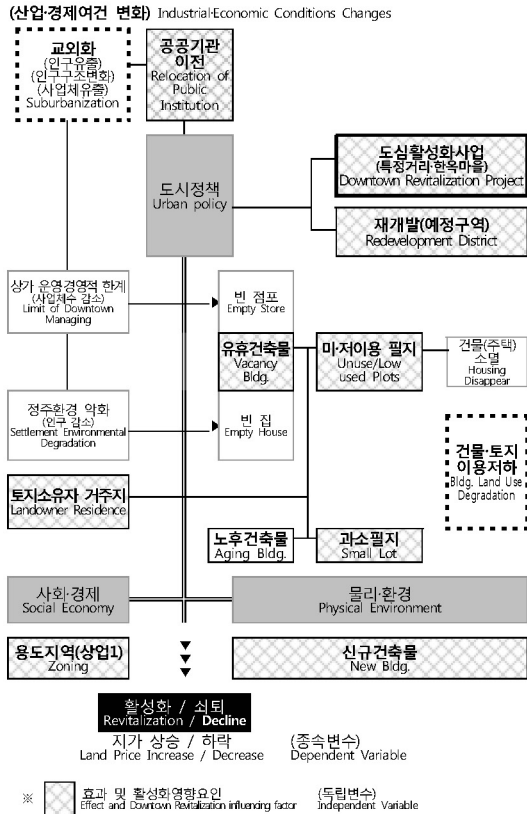 (산업·경제여건 변화) Industrial·Economic Conditions Changes
교외화
(인구유출)
(인구구조변화)
(사업체유출)
Suburbanization
공공기관
이전
Relocation of
Public
Institution
도시정책
Urban policy
도심활성화사업
(특정거리·한옥마을)
Downtown Revitalization Project
재개발(예정구역)
Redevelopment District
상가 운영경영적 한계
(사업체수 감소)
Limit of Downtown
Managing
빈 점포
Empty Store
유휴건축물
Vacancy
Bldg.
미·저이용 필지
Unuse/Low
used Plots
건물(주택)
소멸
Housing
Disappear
정주환경 악화
(인구 감소)
Settlement Environmental
Degradation
빈 집
Empty House
건물·토지
이용저하
Bldg. Land Use
Degradation
토지소유자 거주지
Landowner Residence
노후건축물
Aging Bldg.
과소필지
Small Lot
사회·경제
Social Economy
물리·환경
Physical Environment
용도지역(상업1)
Zoning
신규건축물
New Bldg.
활성화 / 쇠퇴
Revitalization / Decline
지가 상승 / 하락 (종속변수)
Land Price Increase / Decrease Dependent Variable
※ 효과 및 활성화영향요인 (독립변수)
Effect and Downtown Revitalization influencing factor Independent Variable